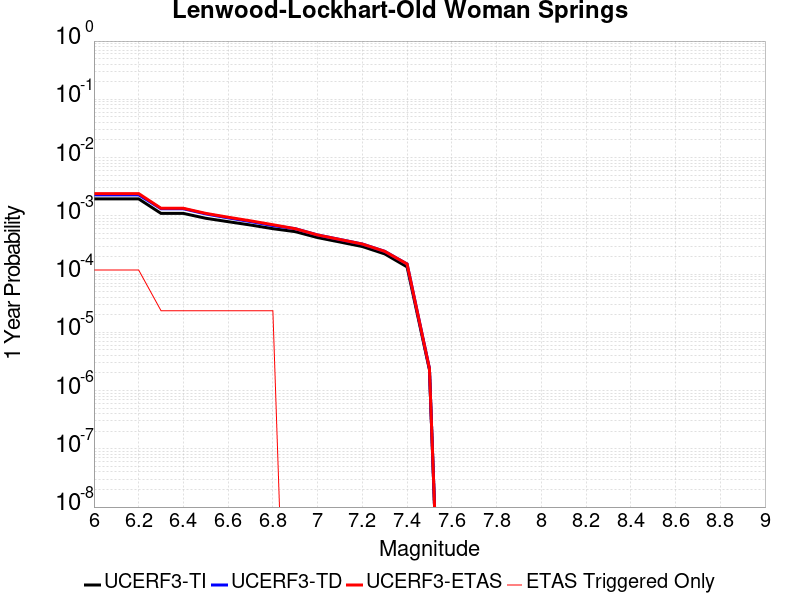 Lenwood-Lockhart-Old Woman Springs
10^0
10^-1
10^-2
10^-3
10^-4
10^-5
10^-6
10^-7
10^-8
1 Year Probability
6 6.2 6.4 6.6 6.8 7 7.2 7.4 7.6 7.8 8 8.2 8.4 8.6 8.8 9
Magnitude
UCERF3-TI UCERF3-TD UCERF3-ETAS ETAS Triggered Only